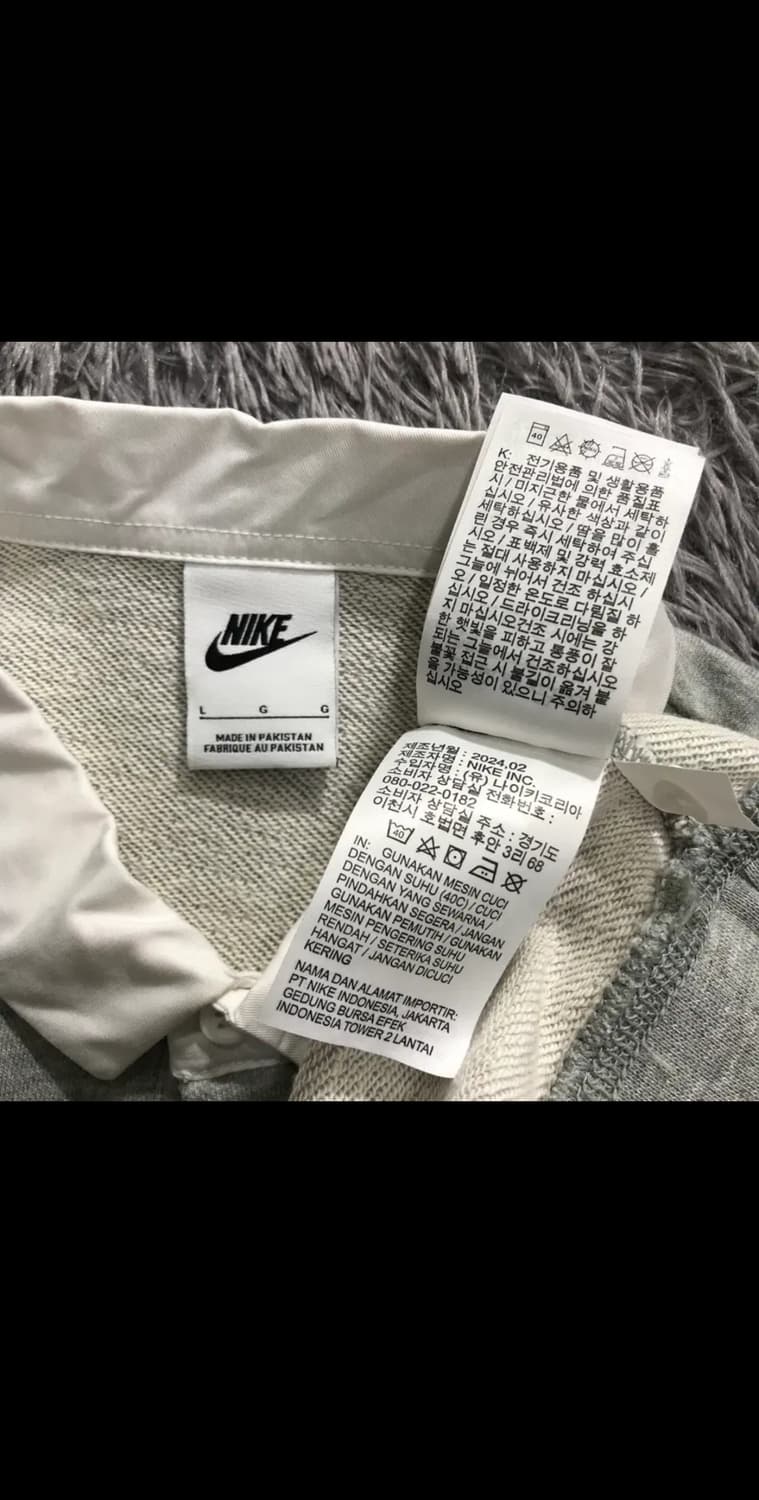 NIKE
L G G
MADE IN PAKISTAN
FABRIQUE AU PAKISTAN
40
K: 전기용품 및 생활용품
안전관리법에 의한 품질표
시 / 미지근한 물에서 세탁하
십시오 / 유사한 색상과 같이
세탁하십시오 / 땀을 많이 흘
린 경우 즉시 세탁하여 주십
시오 / 표백제 및 강력 효소제
는 절대 사용하지 마십시오 /
그늘에 뉘어서 건조 하십시
오 / 일정한 온도로 다림질 하
십시오 / 드라이크리닝을 하
지 마십시오건조 시에는 강
한 햇빛을 피하고 통풍이 잘
되는 그늘에서 건조하십시오
불꽃 접근 시 불길이 옮겨 붙
을 가능성이 있으니 주의하
십시오
제조년월 : 2024.02
제조자명 : NIKE INC.
수입자명 : (유) 나이키코리아
소비자 상담실 전화번호 :
080-022-0182
소비자 상담실 주소 : 경기도
이천시 호법면 후안 3리 68
40
IN: GUNAKAN MESIN CUCI
DENGAN SUHU (40C) / CUCI
DENGAN YANG SEWARNA /
PINDAHKAN SEGERA / JANGAN
GUNAKAN PEMUTIH / GUNAKAN
MESIN PENGERING SUHU
RENDAH / SETERIKA SUHU
HANGAT / JANGAN DICUCI
KERING
NAMA DAN ALAMAT IMPORTIR:
PT NIKE INDONESIA, JAKARTA
GEDUNG BURSA EFEK
INDONESIA TOWER 2 LANTAI